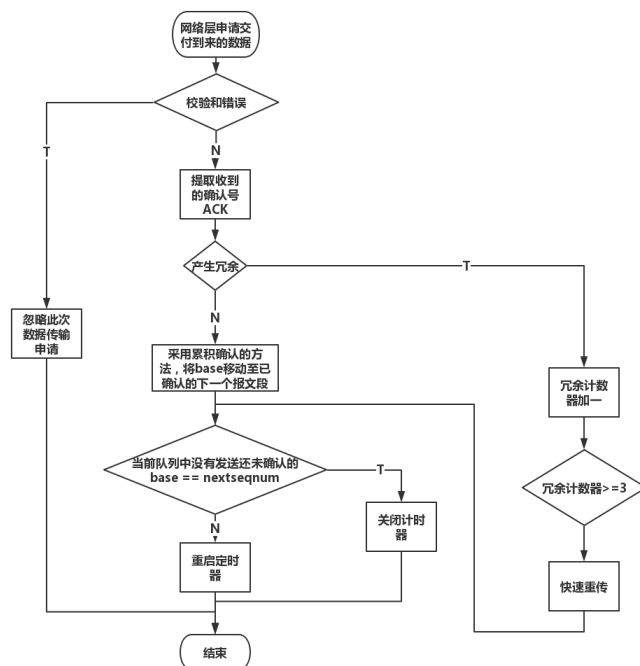 网络层申请交
付到来的数据
校验和错误
T
N
提取收到
的确认号
ACK
产生冗余
T
N
忽略此次
数据传输
申请
采用累积确认的方
法，将base移动至已
确认的下一个报文段
冗余计数
器加一
当前队列中没有发送还未确认的
base == nextseqnum
T
冗余计数器>=3
N
关闭计时
器
重启定时
器
快速重传
结束